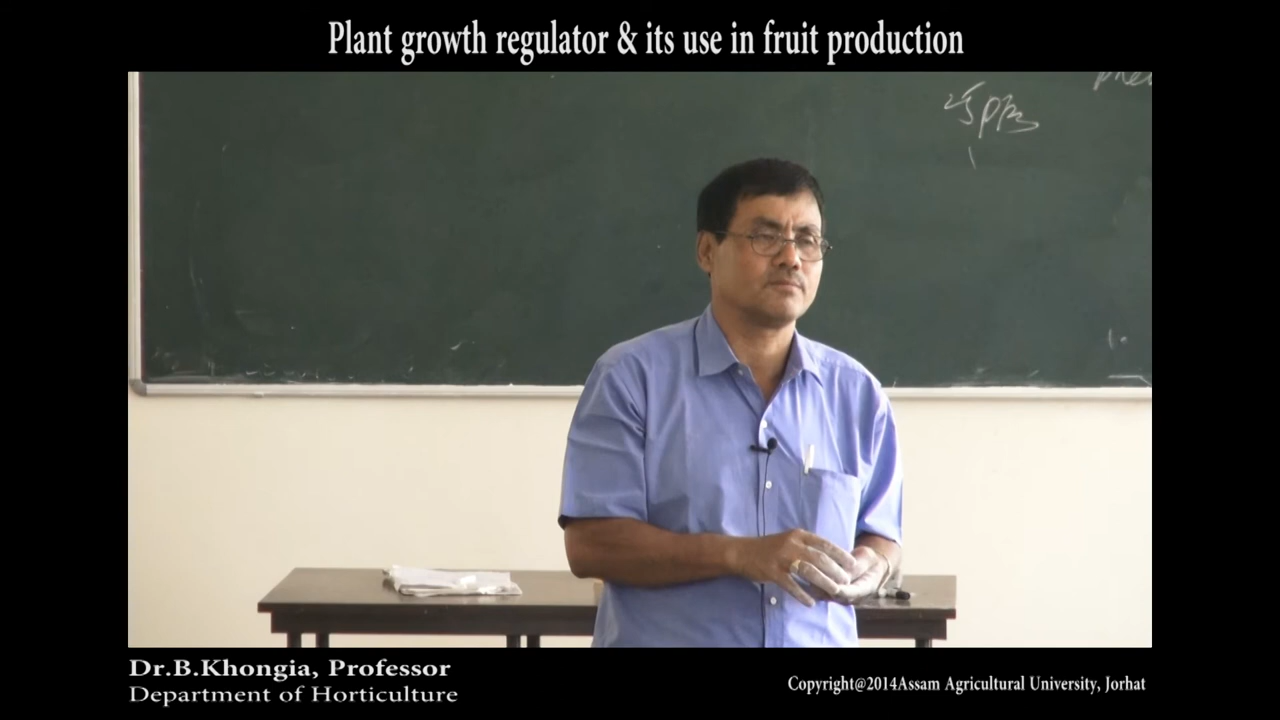 Plant growth regulator & its use in fruit production
Dr.B.Khongia, Professor
Department of Horticulture
Copyright@2014Assam Agricultural University, Jorhat